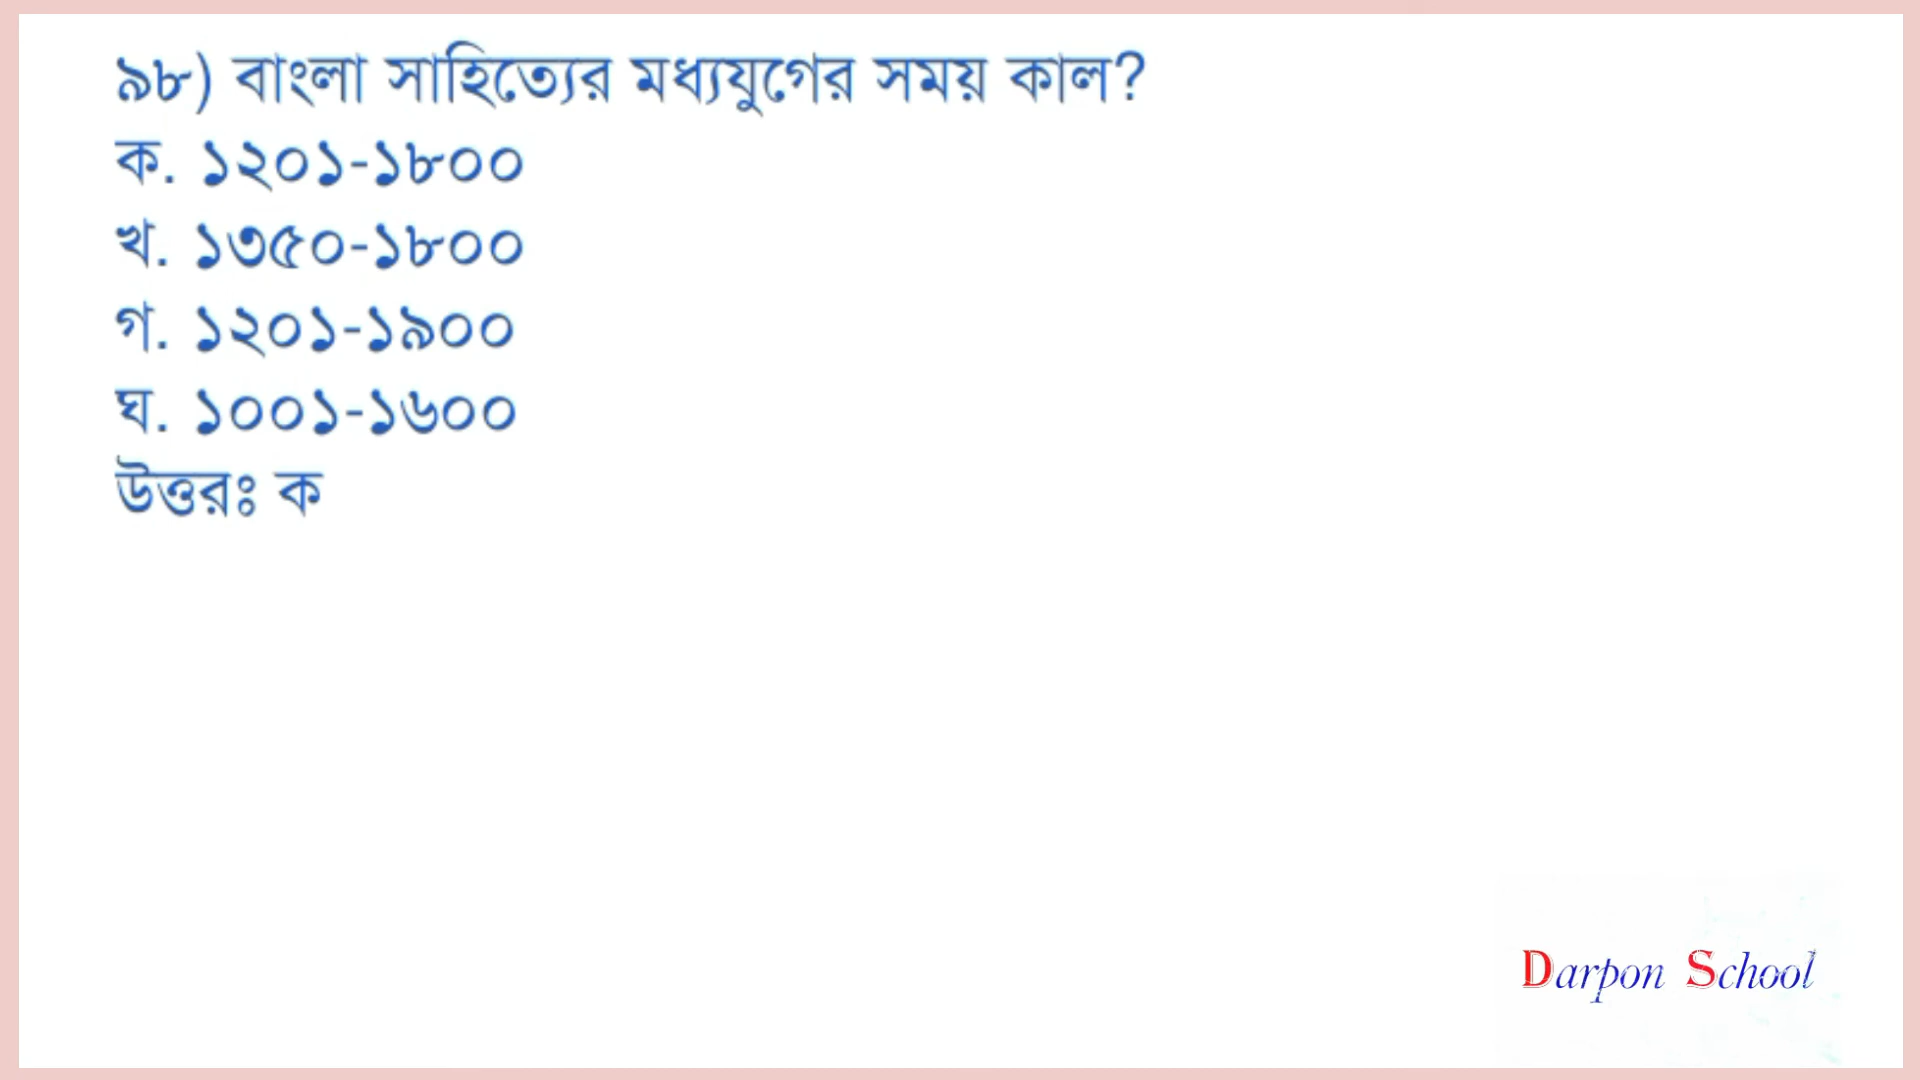 ৯৮) বাংলা সাহিত্যের মধ্যযুগের সময় কাল?
ক. ১২০১-১৮০০
খ. ১৩৫০-১৮০০
গ. ১২০১-১৯০০
ঘ. ১০০১-১৬০০
উত্তরঃ ক
Darpon School